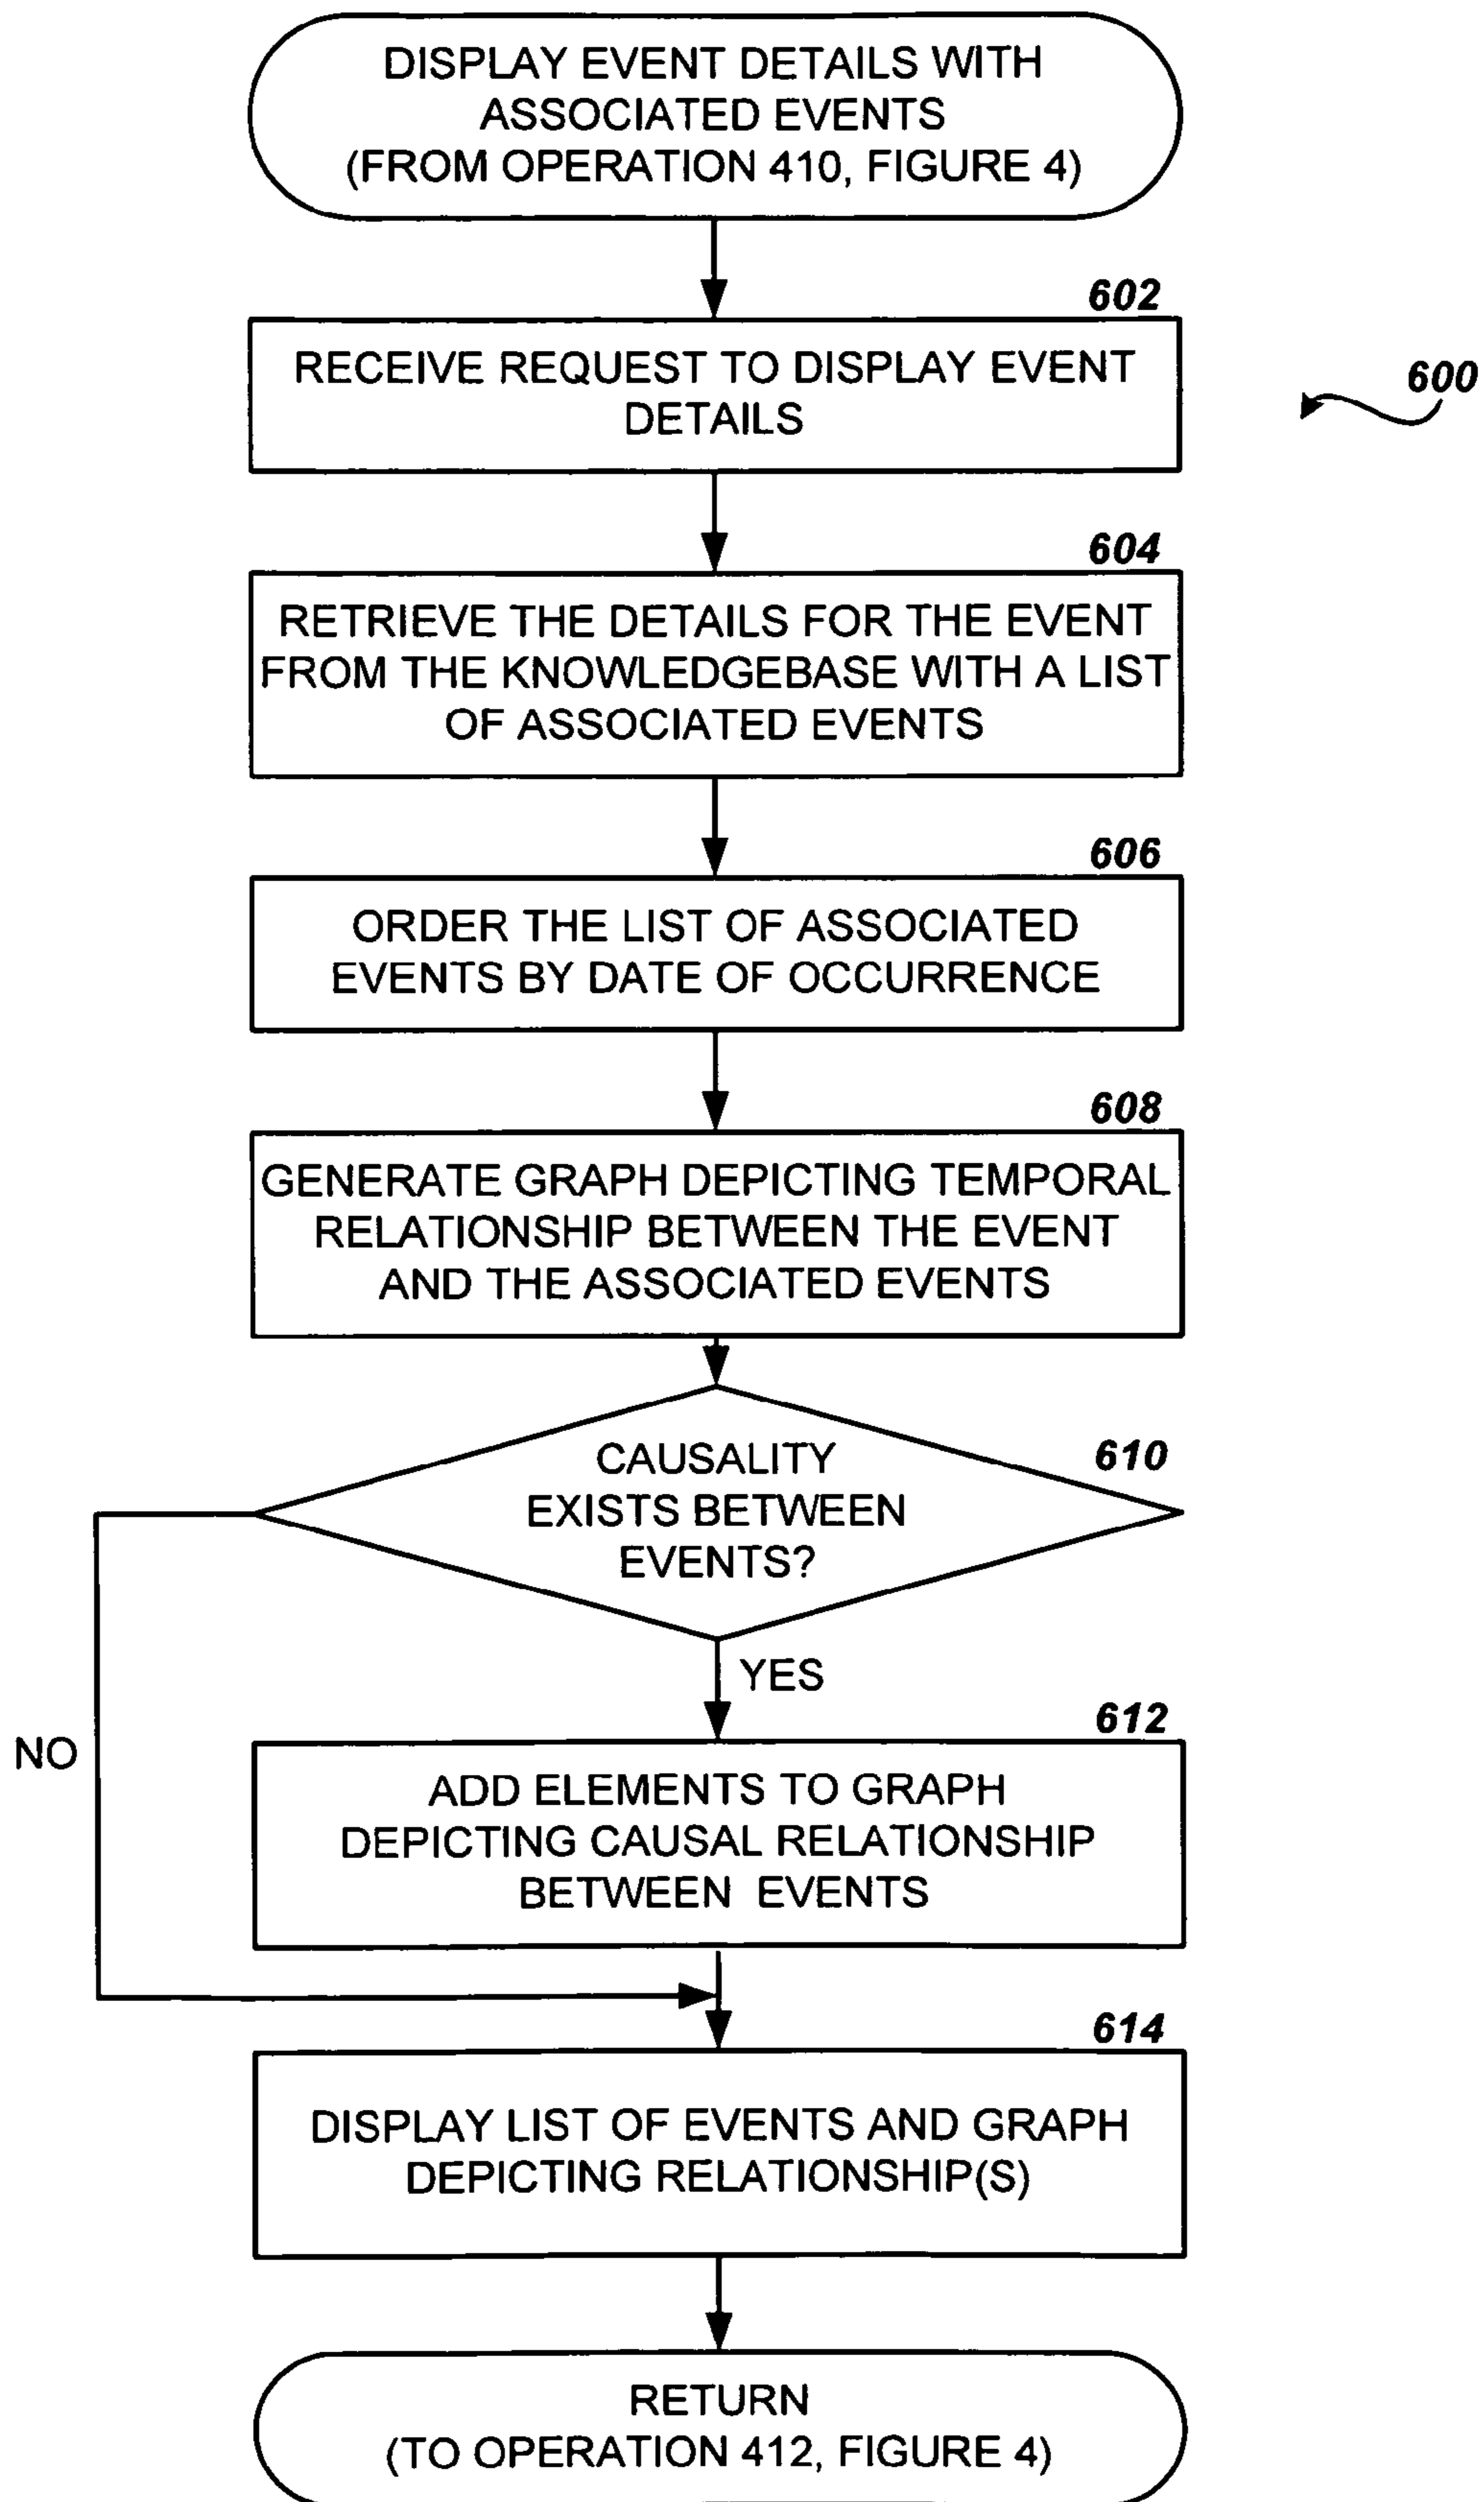 DISPLAY EVENT DETAILS WITH
ASSOCIATED EVENTS
(FROM OPERATION 410, FIGURE 4)
602
RECEIVE REQUEST TO DISPLAY EVENT
DETAILS
600
604
RETRIEVE THE DETAILS FOR THE EVENT
FROM THE KNOWLEDGEBASE WITH A LIST
OF ASSOCIATED EVENTS
606
ORDER THE LIST OF ASSOCIATED
EVENTS BY DATE OF OCCURRENCE
608
GENERATE GRAPH DEPICTING TEMPORAL
RELATIONSHIP BETWEEN THE EVENT
AND THE ASSOCIATED EVENTS
610
CAUSALITY
EXISTS BETWEEN
EVENTS?
YES
NO
612
ADD ELEMENTS TO GRAPH
DEPICTING CAUSAL RELATIONSHIP
BETWEEN EVENTS
614
DISPLAY LIST OF EVENTS AND GRAPH
DEPICTING RELATIONSHIP(S)
RETURN
(TO OPERATION 412, FIGURE 4)